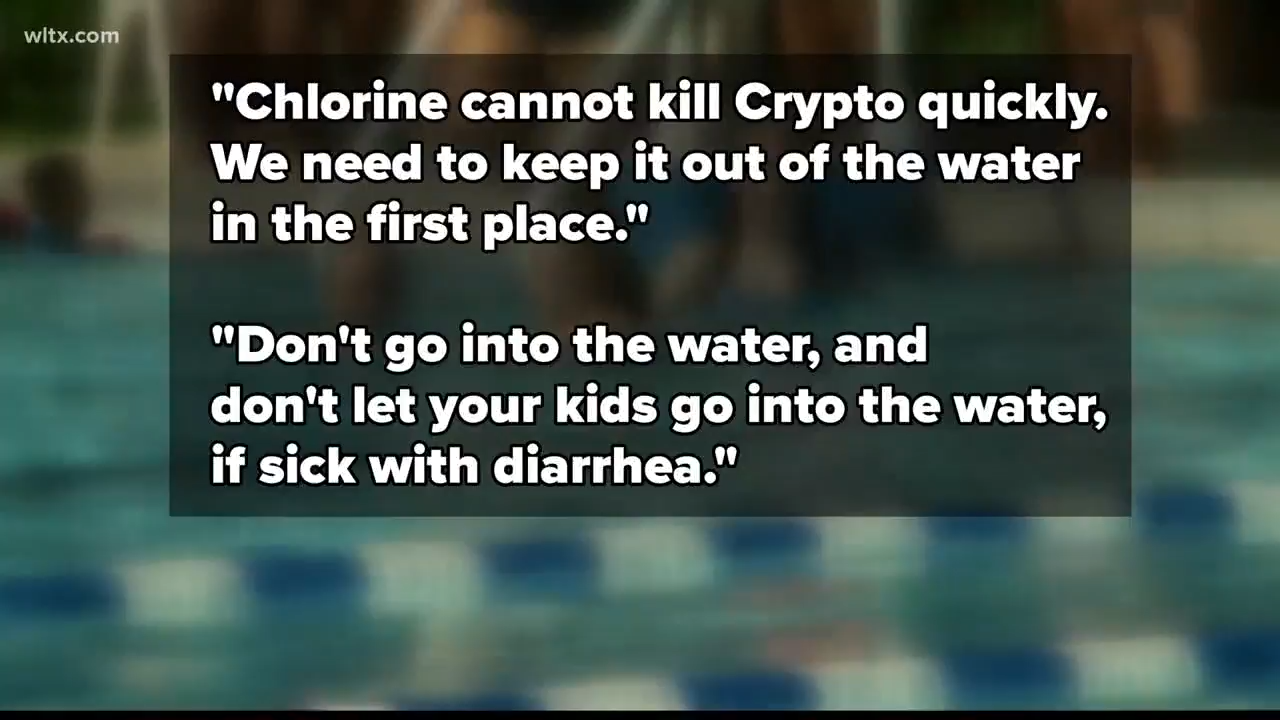 wltx.com
"Chlorine cannot kill Crypto quickly.
We need to keep it out of the water
in the first place."
"Don't go into the water, and
don't let your kids go into the water,
if sick with diarrhea."